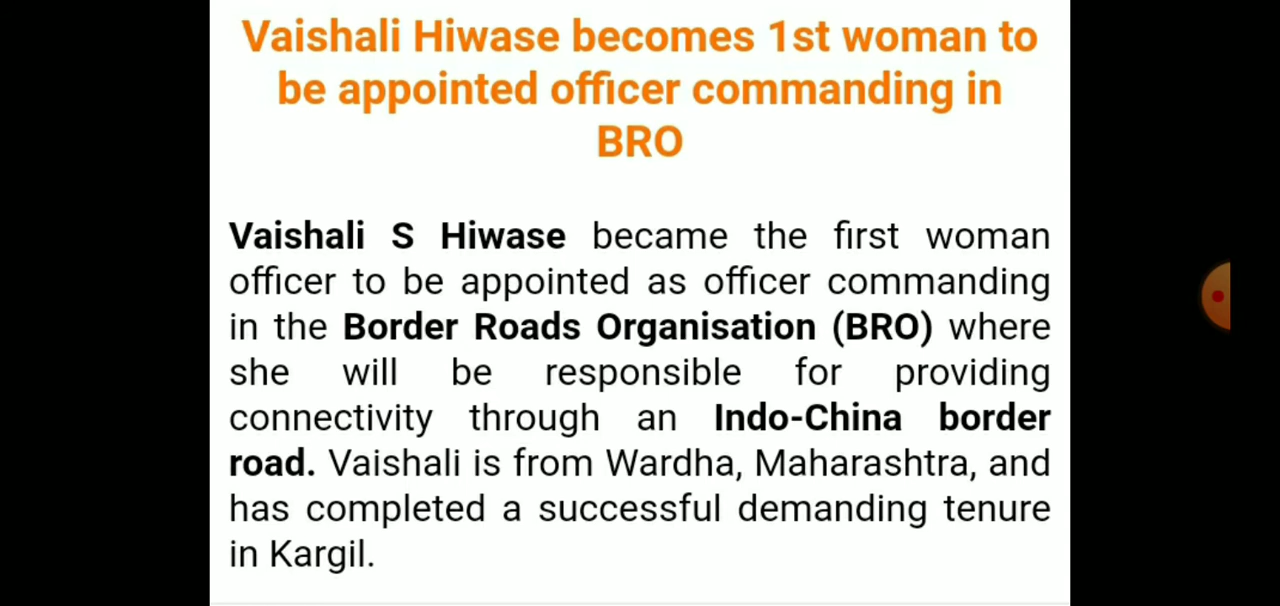 Vaishali Hiwase becomes 1st woman to
be appointed officer commanding in
BRO
Vaishali S Hiwase became the first woman
officer to be appointed as officer commanding
in the Border Roads Organisation (BRO) where
she will be responsible for providing
connectivity through an Indo-China border
road. Vaishali is from Wardha, Maharashtra, and
has completed a successful demanding tenure
in Kargil.